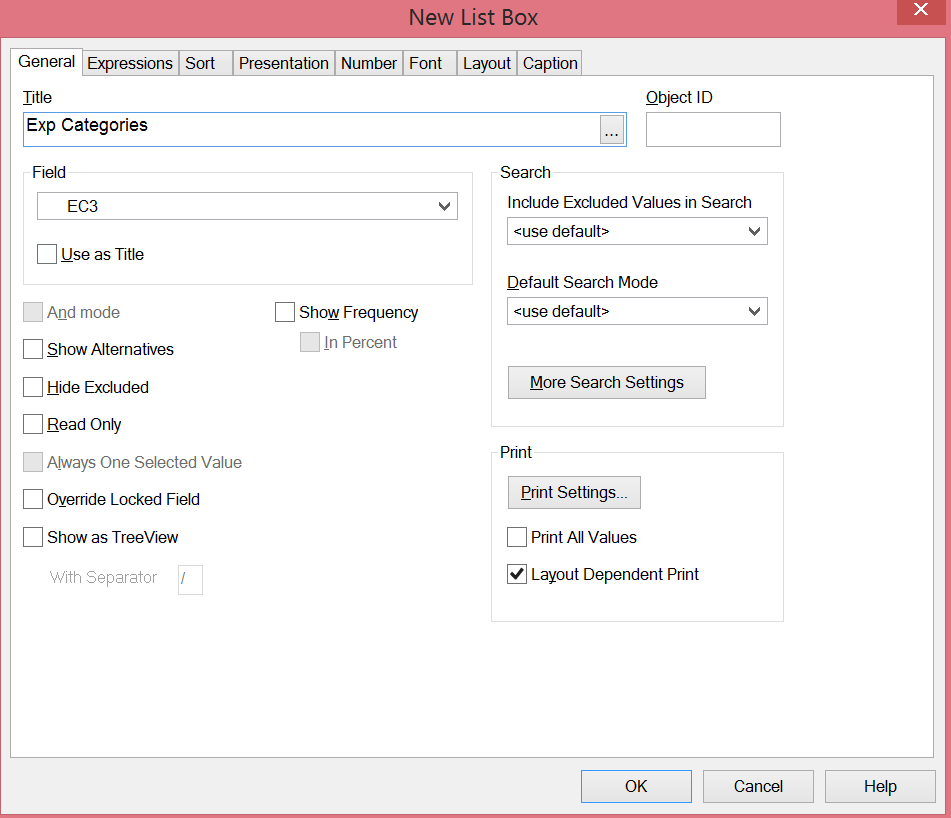 New List Box
General Expressions Sort Presentation Number Font Layout Caption
Title
Exp Categories
...
Object ID
Field
EC3
Use as Title
And mode
Show Alternatives
Hide Excluded
Read Only
Always One Selected Value
Override Locked Field
Show as TreeView
With Separator /
Show Frequency
In Percent
Search
Include Excluded Values in Search
<use default>
Default Search Mode
<use default>
More Search Settings
Print
Print Settings...
Print All Values
Layout Dependent Print
OK Cancel Help